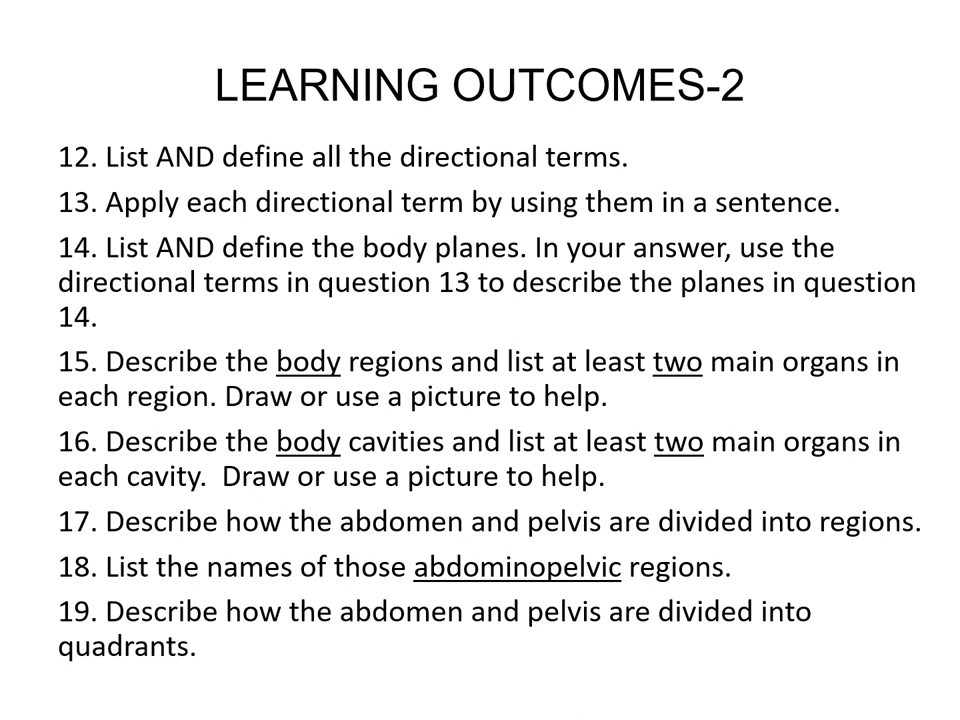 LEARNING OUTCOMES-2
12. List AND define all the directional terms.
13. Apply each directional term by using them in a sentence.
14. List AND define the body planes. In your answer, use the
directional terms in question 13 to describe the planes in question
14.
15. Describe the body regions and list at least two main organs in
each region. Draw or use a picture to help.
16. Describe the body cavities and list at least two main organs in
each cavity.  Draw or use a picture to help.
17. Describe how the abdomen and pelvis are divided into regions.
18. List the names of those abdominopelvic regions.
19. Describe how the abdomen and pelvis are divided into
quadrants.